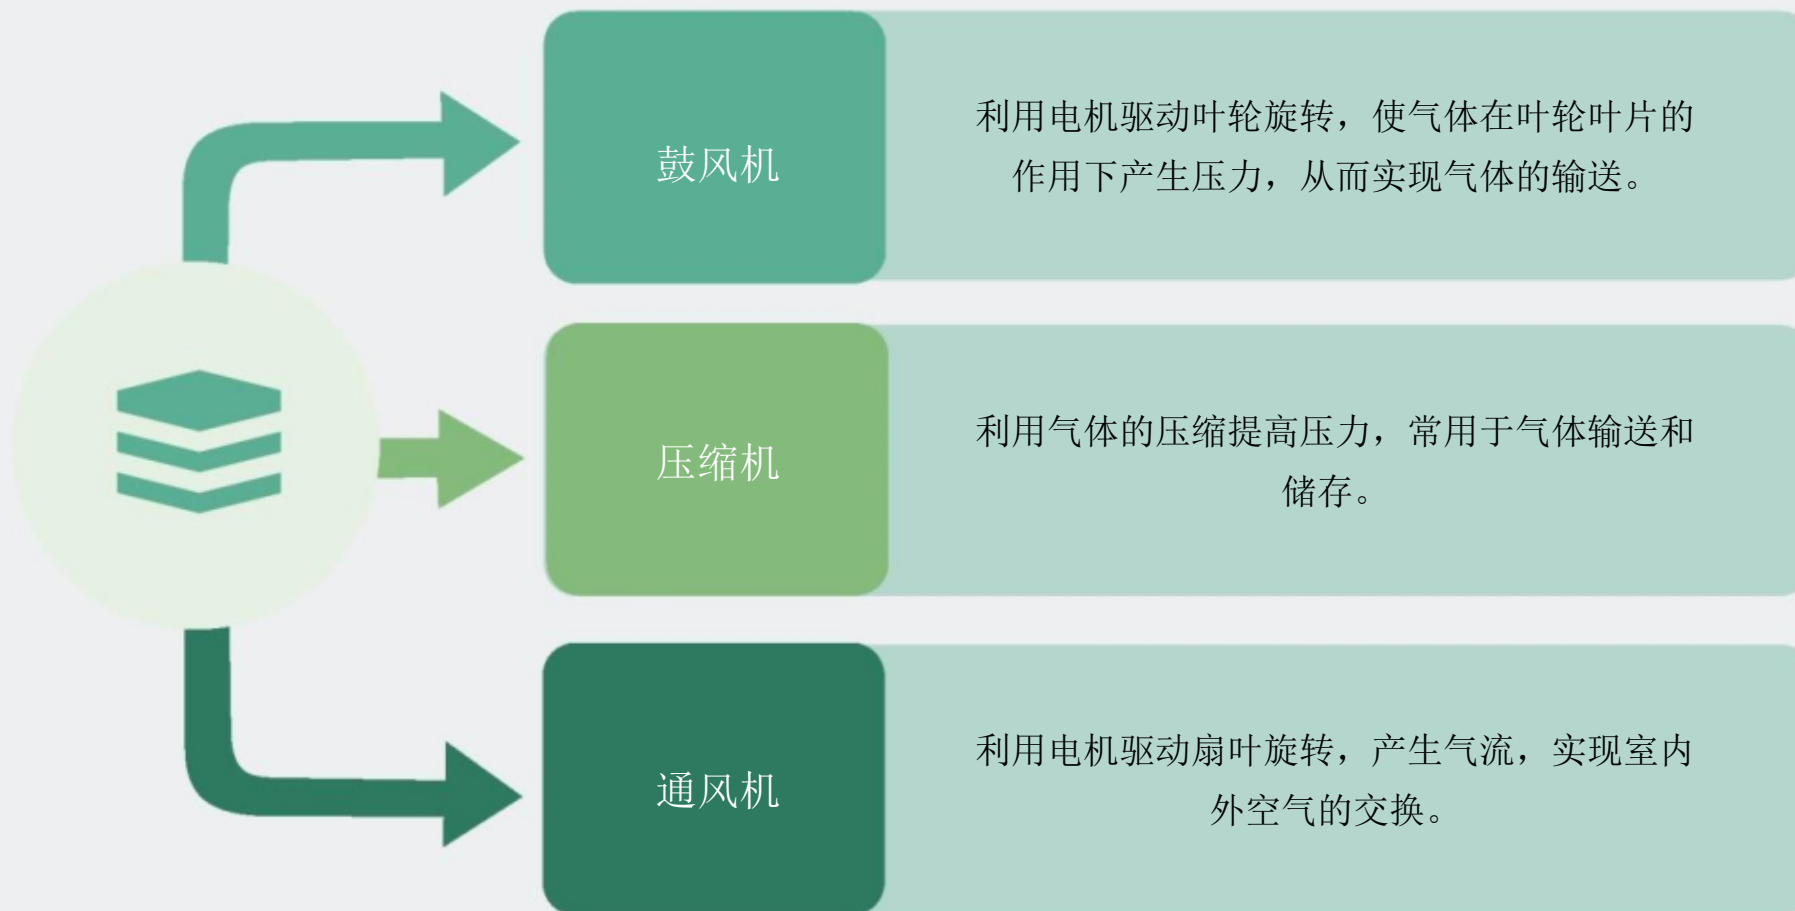 鼓风机
利用电机驱动叶轮旋转，使气体在叶轮叶片的
作用下产生压力，从而实现气体的输送。
压缩机
利用气体的压缩提高压力，常用于气体输送和
储存。
通风机
利用电机驱动扇叶旋转，产生气流，实现室内
外空气的交换。